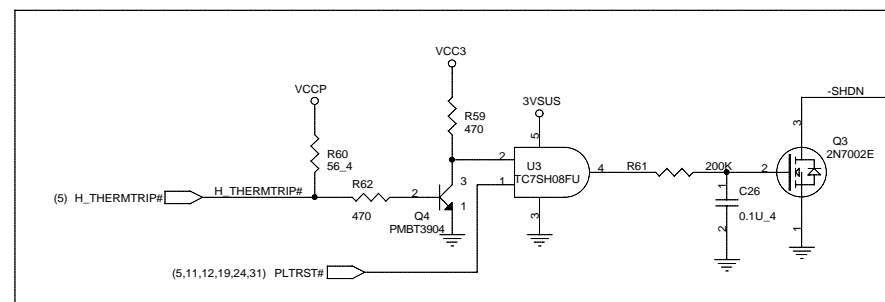 VCC3
VCCP
R59
470
3VSUS
-SHDN
5
3
Q3
2N7002E
R60
56_4
2
U3
TC7SH08FU
4
R61
200K
2
(5) H_THERMTRIP#
H_THERMTRIP#
R62
470
2
3
1
Q4
PMBT3904
1
3
1
C26
0.1U_4
2
1
(5,11,12,19,24,31) PLTRST#